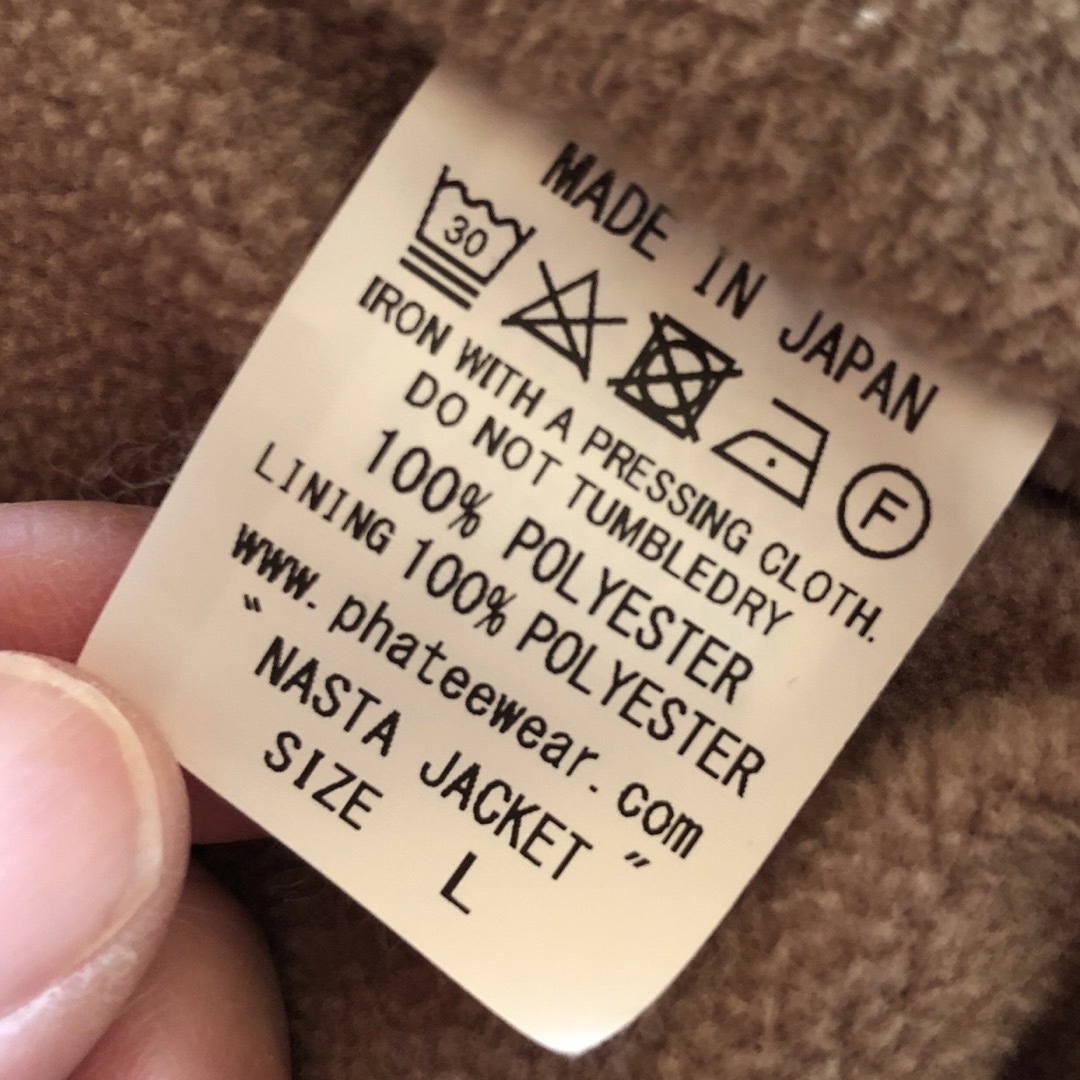 MADE IN JAPAN
30 F
IRON WITH A PRESSING CLOTH.
DO NOT TUMBLEDRY
100% POLYESTER
LINING 100% POLYESTER
www.phateewear.com
“NASTA JACKET”
SIZE L